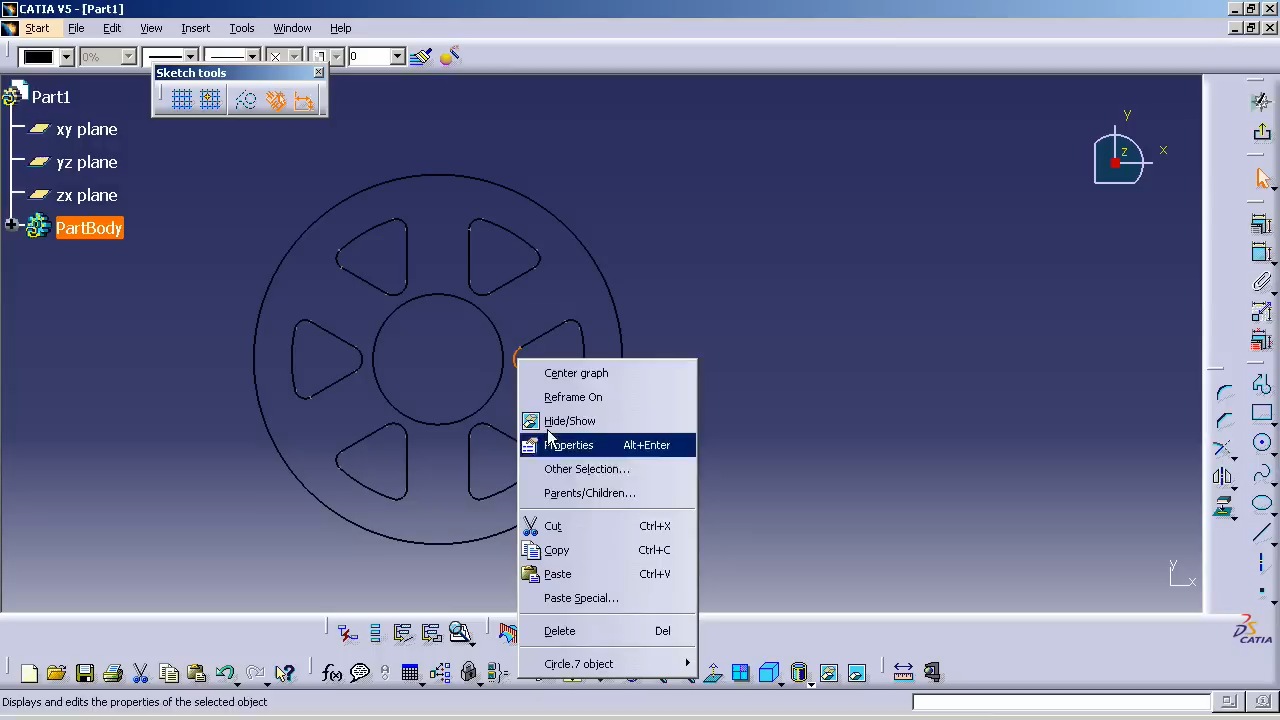 CATIA V5 - [Part1]
Start File Edit View Insert Tools Window Help
0% 0
Sketch tools
Part1
xy plane
yz plane
zx plane
PartBody
y
x
z
Center graph
Reframe On
Hide/Show
Properties Alt+Enter
Other Selection...
Parents/Children...
Cut Ctrl+X
Copy Ctrl+C
Paste Ctrl+V
Paste Special...
Delete Del
Circle.7 object
y
x
CATIA
f(x)
Displays and edits the properties of the selected object